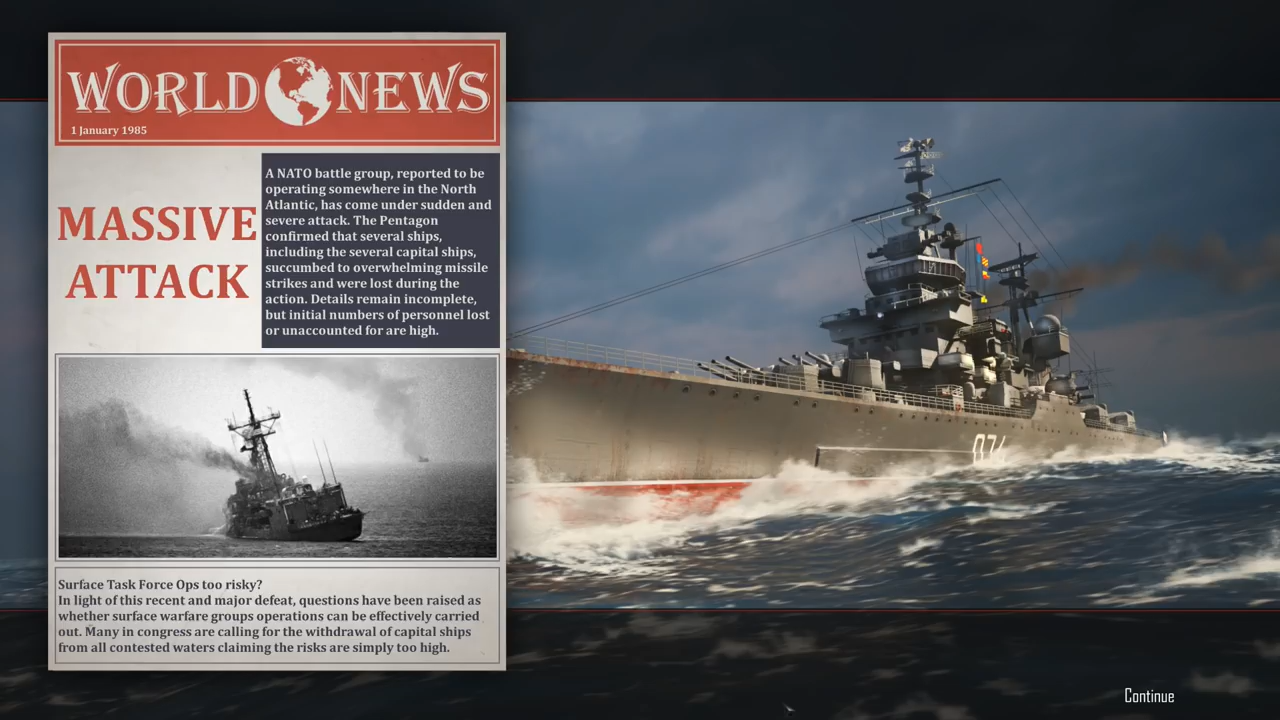 WORLD NEWS
1 January 1985
MASSIVE
ATTACK
A NATO battle group, reported to be
operating somewhere in the North
Atlantic, has come under sudden and
severe attack. The Pentagon
confirmed that several ships,
including the several capital ships,
succumbed to overwhelming missile
strikes and were lost during the
action. Details remain incomplete,
but initial numbers of personnel lost
or unaccounted for are high.
Surface Task Force Ops too risky?
In light of this recent and major defeat, questions have been raised as
whether surface warfare groups operations can be effectively carried
out. Many in congress are calling for the withdrawal of capital ships
from all contested waters claiming the risks are simply too high.
Continue